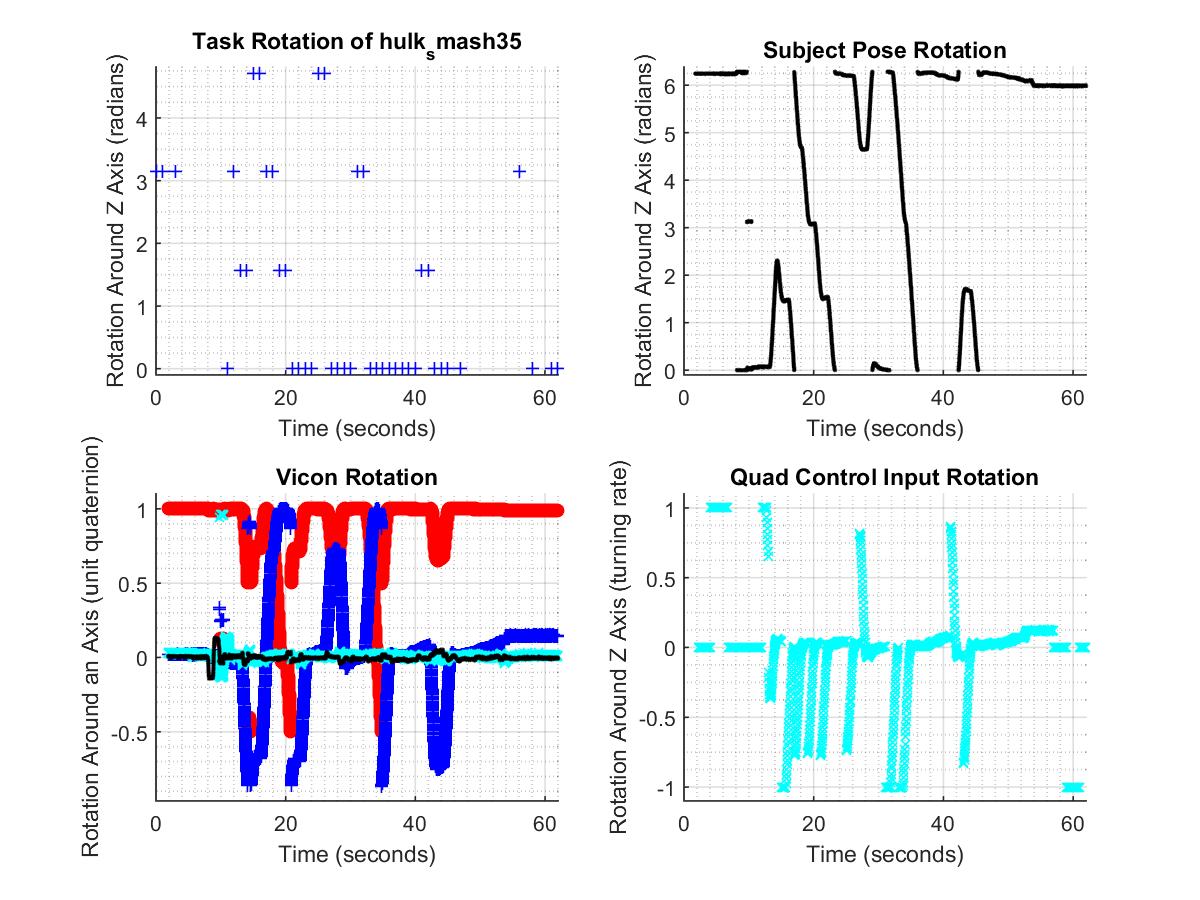 Task Rotation of hulksmash35
Rotation Around Z Axis (radians)
4
3
2
1
0
0 20 40 60
Time (seconds)
Subject Pose Rotation
Rotation Around Z Axis (radians)
6
5
4
3
2
1
0
0 20 40 60
Time (seconds)
Vicon Rotation
Rotation Around an Axis (unit quaternion)
1
0.5
0
-0.5
0 20 40 60
Time (seconds)
Quad Control Input Rotation
Rotation Around Z Axis (turning rate)
1
0.5
0
-0.5
-1
0 20 40 60
Time (seconds)